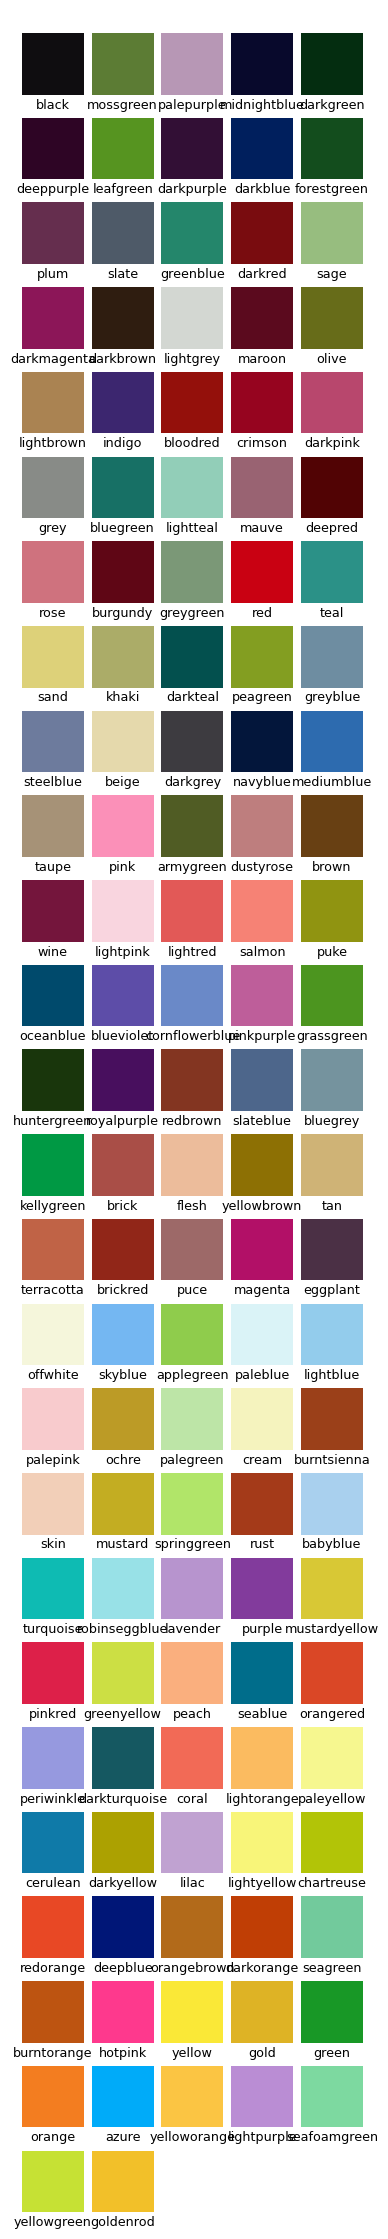 black mossgreen palepurple midnightblue darkgreen
deeppurple leafgreen darkpurple darkblue forestgreen
plum slate greenblue darkred sage
darkmagenta darkbrown lightgrey maroon olive
lightbrown indigo bloodred crimson darkpink
grey bluegreen lightteal mauve deepred
rose burgundy greygreen red teal
sand khaki darkteal peagreen greyblue
steelblue beige darkgrey navyblue mediumblue
taupe pink armygreen dustyrose brown
wine lightpink lightred salmon puke
oceanblue blueviolet cornflowerblue pinkpurple grassgreen
huntergreen royalpurple redbrown slateblue bluegrey
kellygreen brick flesh yellowbrown tan
terracotta brickred puce magenta eggplant
offwhite skyblue applegreen paleblue lightblue
palepink ochre palegreen cream burntsienna
skin mustard springgreen rust babyblue
turquoise robinseggblue lavender purple mustardyellow
pinkred greenyellow peach seablue orangered
periwinkle darkturquoise coral lightorange paleyellow
cerulean darkyellow lilac lightyellow chartreuse
redorange deepblue orangebrown darkorange seagreen
burntorange hotpink yellow gold green
orange azure yelloworange lightpurple seafoamgreen
yellowgreen goldenrod